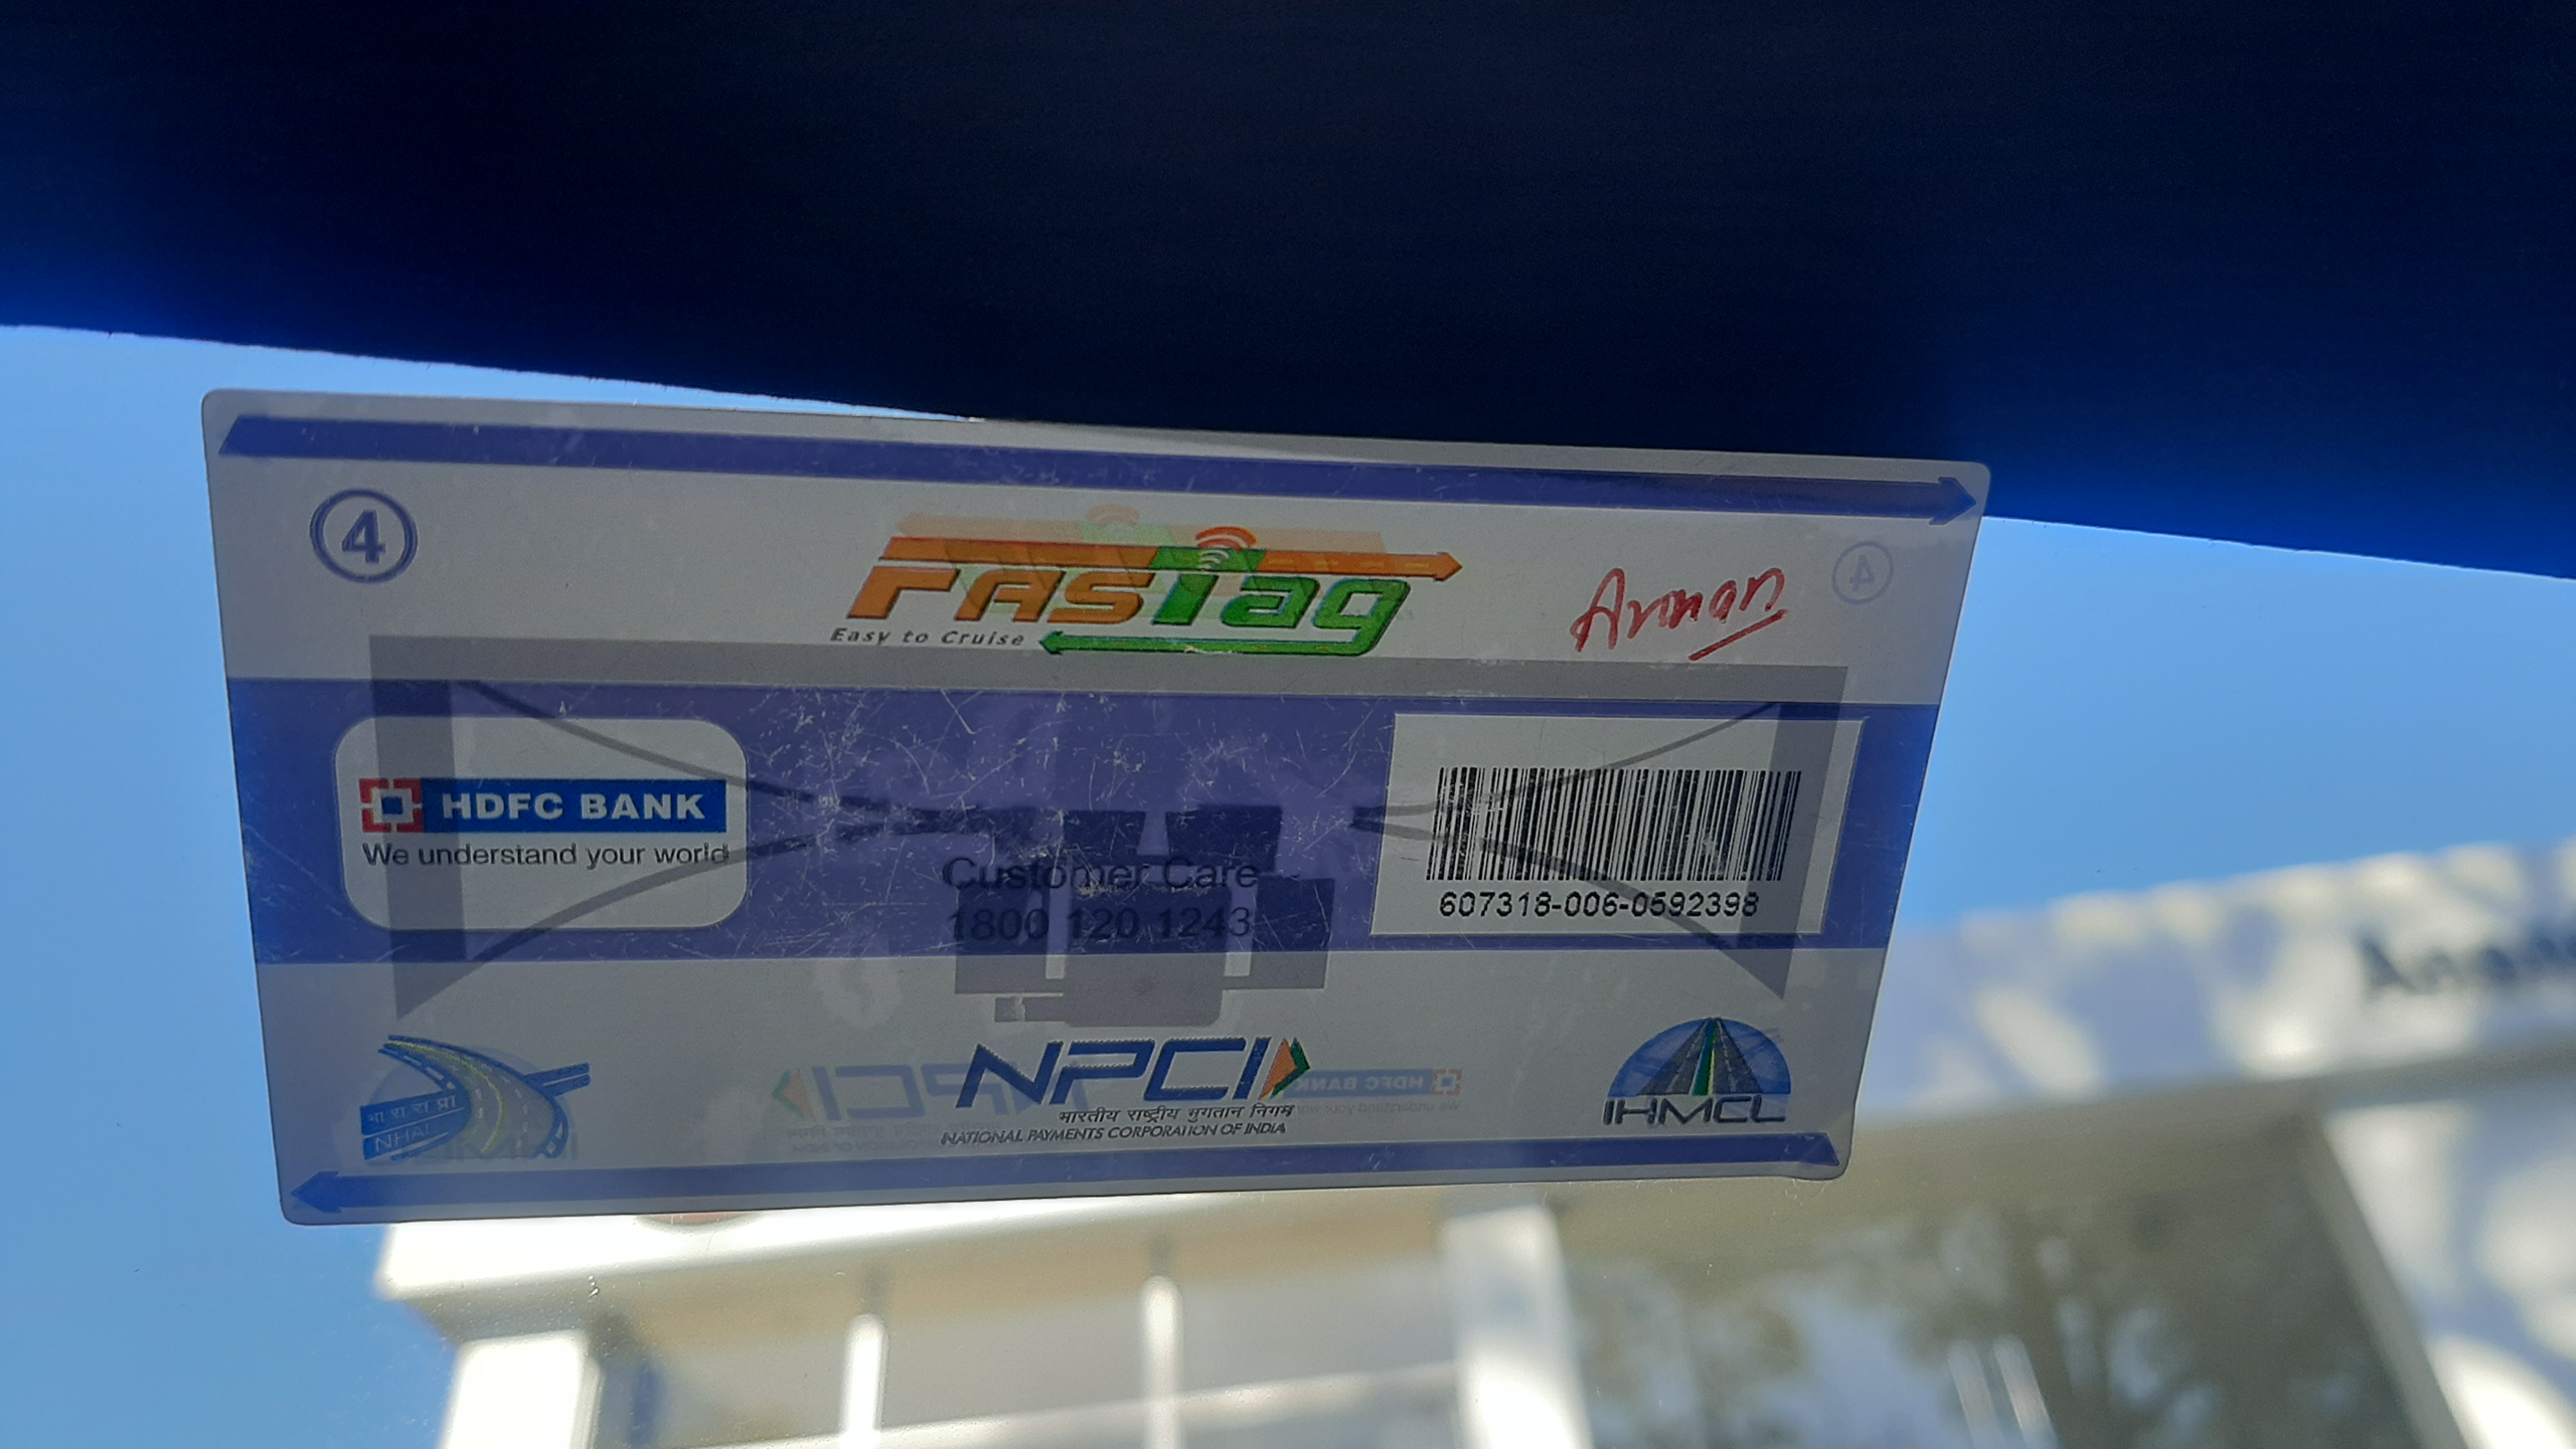 4
FASTag
Easy to Cruise
Arman
HDFC BANK
We understand your world
Customer Care
1800 120 1243
607318-006-0592398
भा रा रा प्रा
NHAI
NPCI
भारतीय राष्ट्रीय भुगतान निगम
NATIONAL PAYMENTS CORPORATION OF INDIA
IHMCL